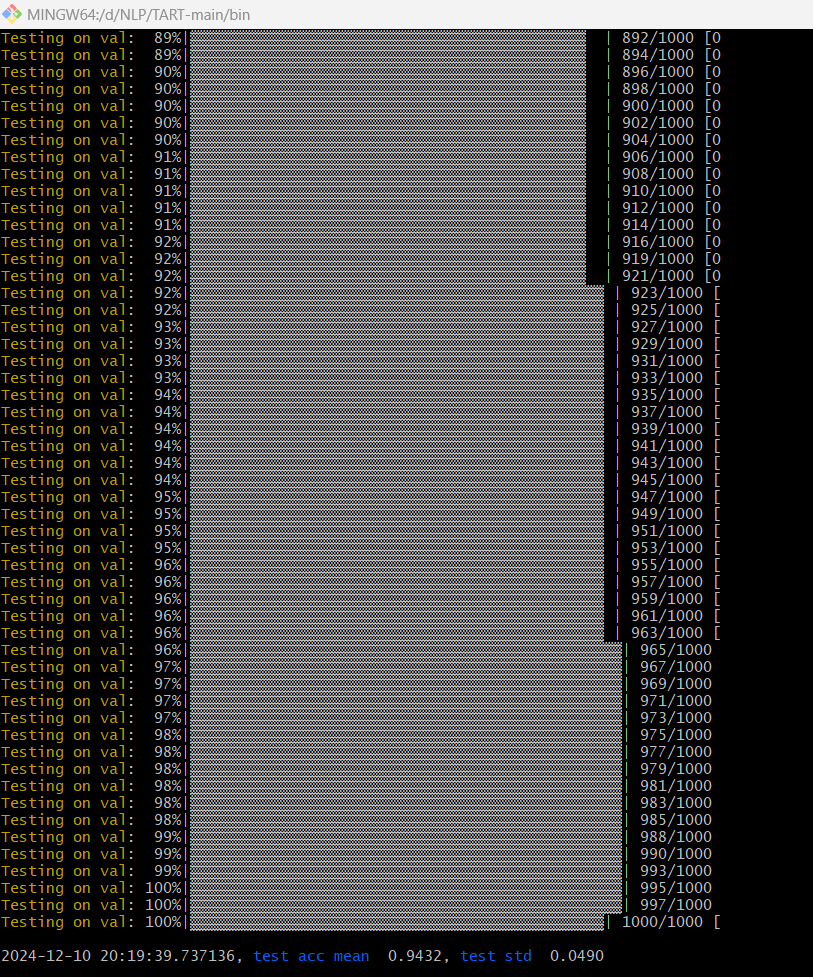 MINGW64:/d/NLP/TART-main/bin
Testing on val:  89%| | 892/1000 [0
Testing on val:  89%| | 894/1000 [0
Testing on val:  90%| | 896/1000 [0
Testing on val:  90%| | 898/1000 [0
Testing on val:  90%| | 900/1000 [0
Testing on val:  90%| | 902/1000 [0
Testing on val:  90%| | 904/1000 [0
Testing on val:  91%| | 906/1000 [0
Testing on val:  91%| | 908/1000 [0
Testing on val:  91%| | 910/1000 [0
Testing on val:  91%| | 912/1000 [0
Testing on val:  91%| | 914/1000 [0
Testing on val:  92%| | 916/1000 [0
Testing on val:  92%| | 919/1000 [0
Testing on val:  92%| | 921/1000 [0
Testing on val:  92%| | 923/1000 [
Testing on val:  92%| | 925/1000 [
Testing on val:  93%| | 927/1000 [
Testing on val:  93%| | 929/1000 [
Testing on val:  93%| | 931/1000 [
Testing on val:  93%| | 933/1000 [
Testing on val:  94%| | 935/1000 [
Testing on val:  94%| | 937/1000 [
Testing on val:  94%| | 939/1000 [
Testing on val:  94%| | 941/1000 [
Testing on val:  94%| | 943/1000 [
Testing on val:  94%| | 945/1000 [
Testing on val:  95%| | 947/1000 [
Testing on val:  95%| | 949/1000 [
Testing on val:  95%| | 951/1000 [
Testing on val:  95%| | 953/1000 [
Testing on val:  96%| | 955/1000 [
Testing on val:  96%| | 957/1000 [
Testing on val:  96%| | 959/1000 [
Testing on val:  96%| | 961/1000 [
Testing on val:  96%| | 963/1000 [
Testing on val:  96%| | 965/1000
Testing on val:  97%| | 967/1000
Testing on val:  97%| | 969/1000
Testing on val:  97%| | 971/1000
Testing on val:  97%| | 973/1000
Testing on val:  98%| | 975/1000
Testing on val:  98%| | 977/1000
Testing on val:  98%| | 979/1000
Testing on val:  98%| | 981/1000
Testing on val:  98%| | 983/1000
Testing on val:  98%| | 985/1000
Testing on val:  99%| | 988/1000
Testing on val:  99%| | 990/1000
Testing on val:  99%| | 993/1000
Testing on val: 100%| | 995/1000
Testing on val: 100%| | 997/1000
Testing on val: 100%| | 1000/1000 [
2024-12-10 20:19:39.737136, test acc mean  0.9432, test std  0.0490